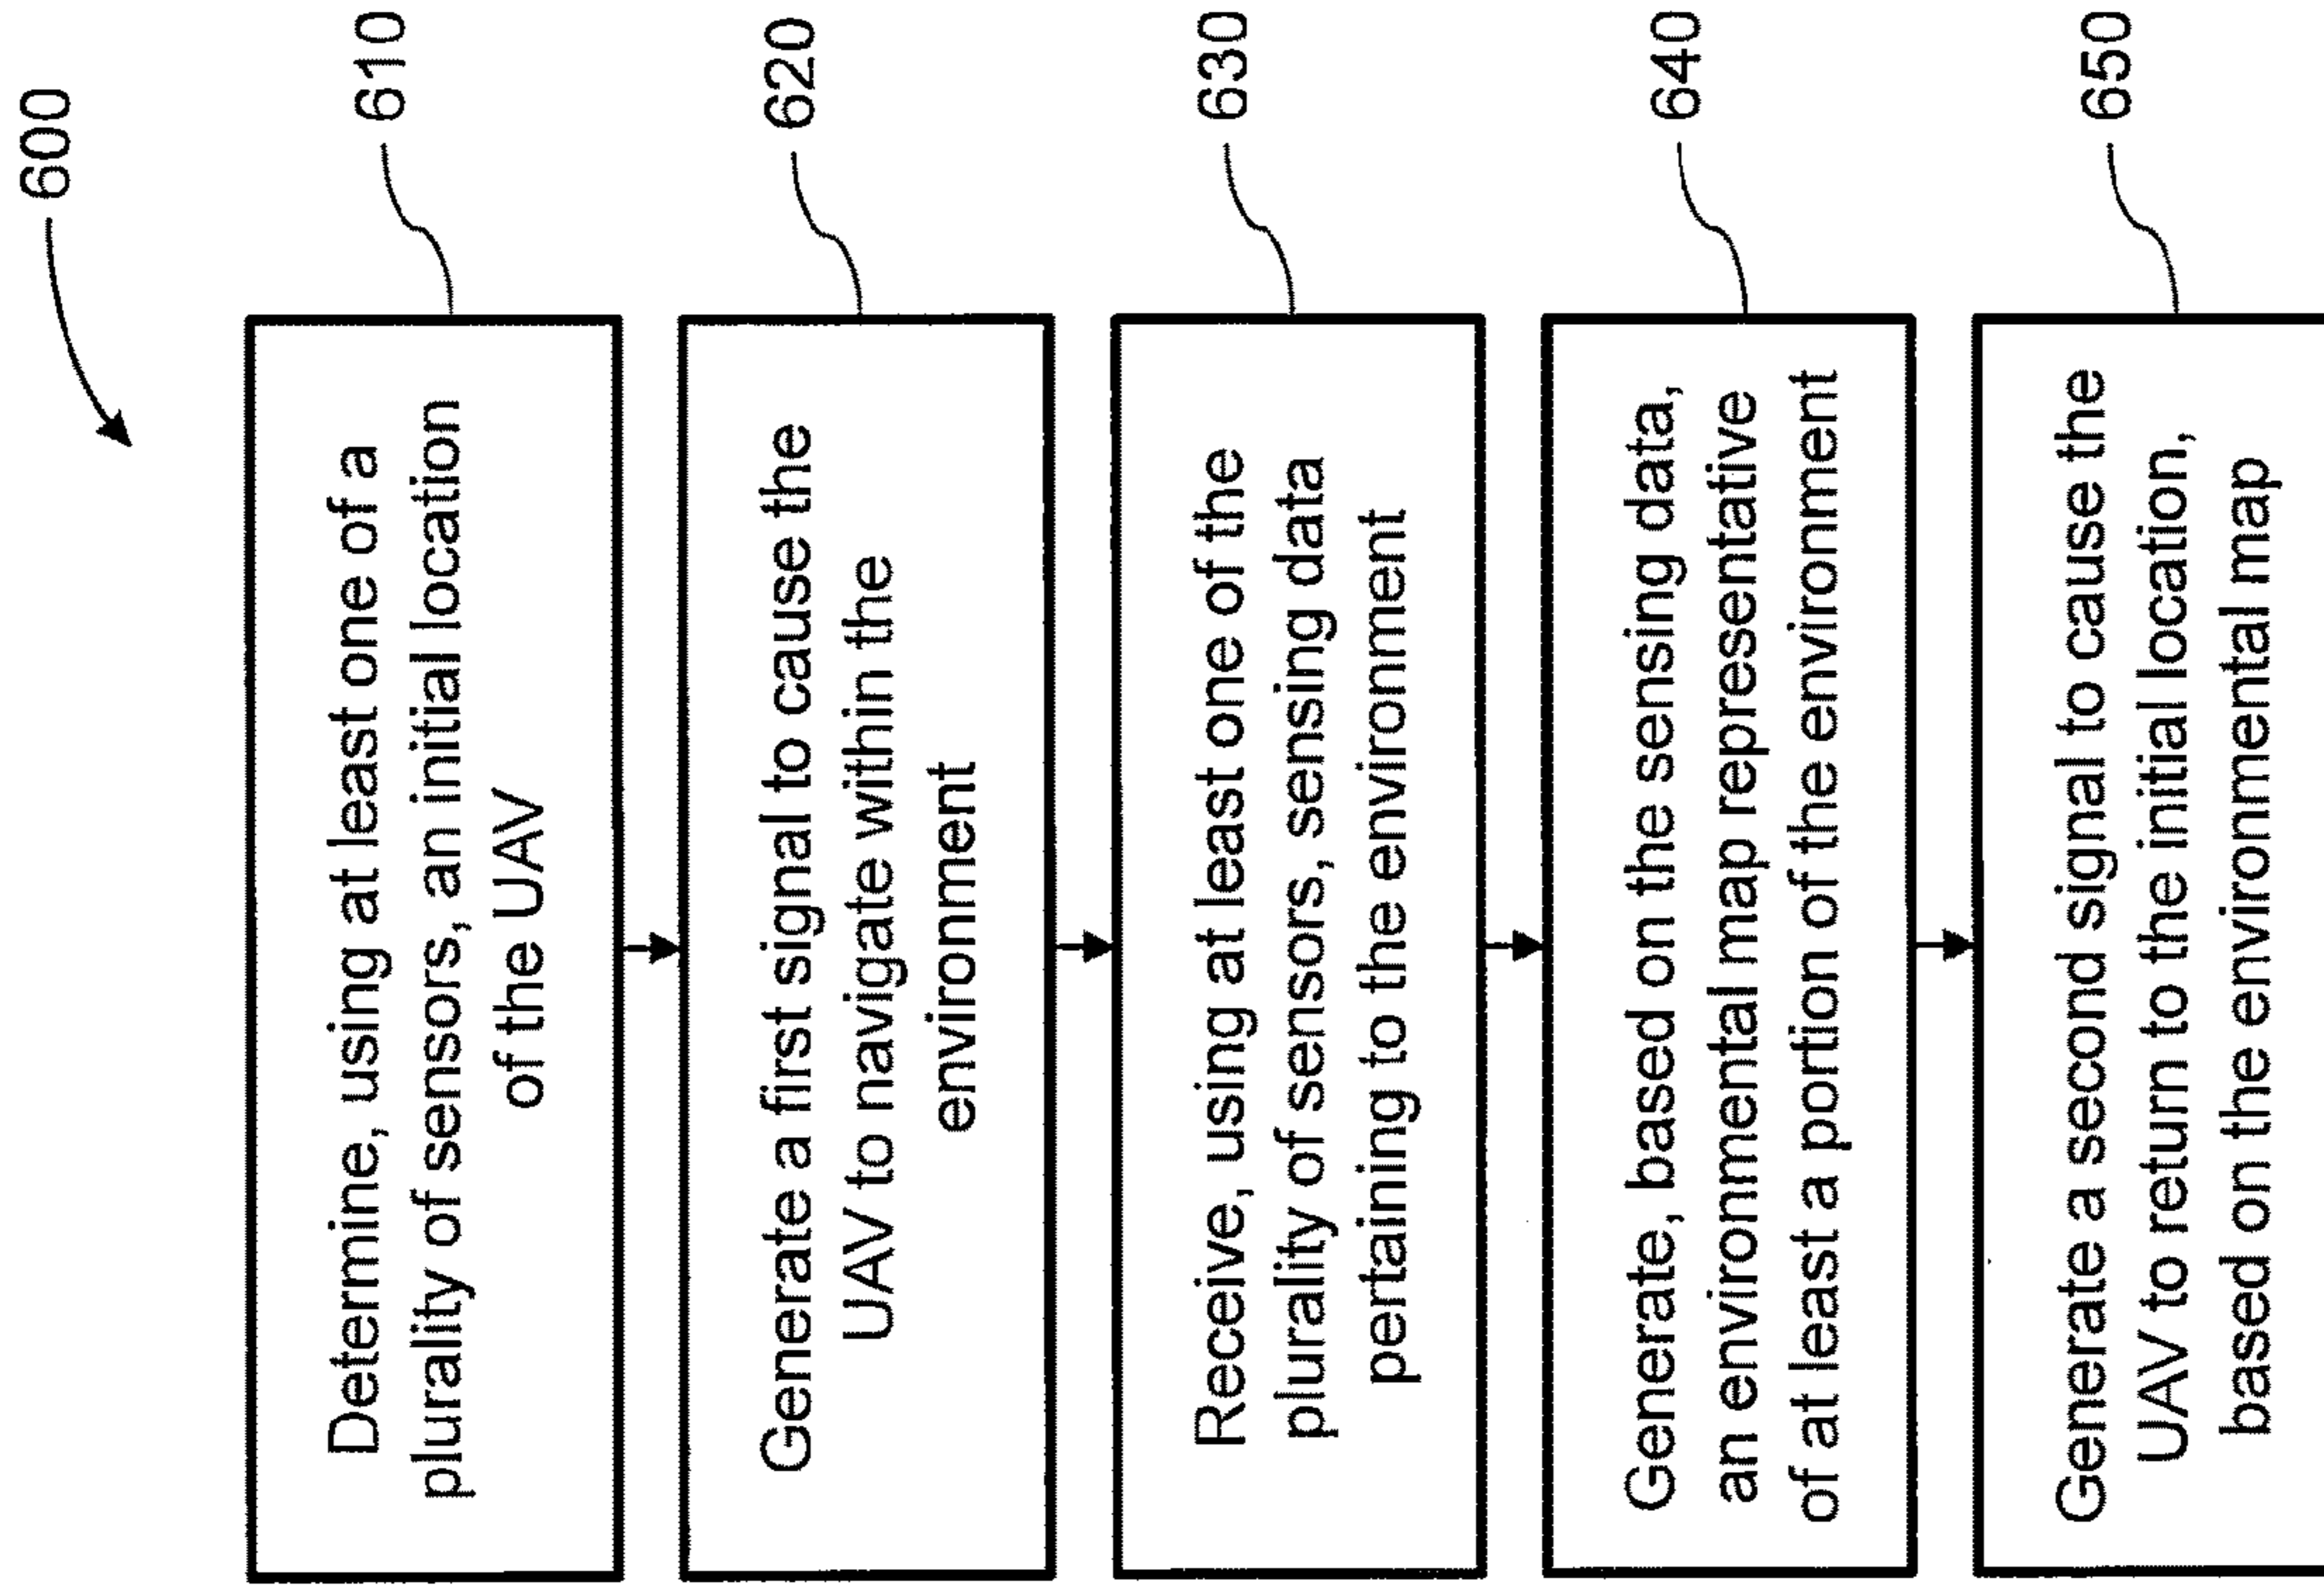 600
Determine, using at least one of a
plurality of sensors, an initial location
of the UAV
610
Generate a first signal to cause the
UAV to navigate within the
environment
620
Receive, using at least one of the
plurality of sensors, sensing data
pertaining to the environment
630
Generate, based on the sensing data,
an environmental map representative
of at least a portion of the environment
640
Generate a second signal to cause the
UAV to return to the initial location,
based on the environmental map
650